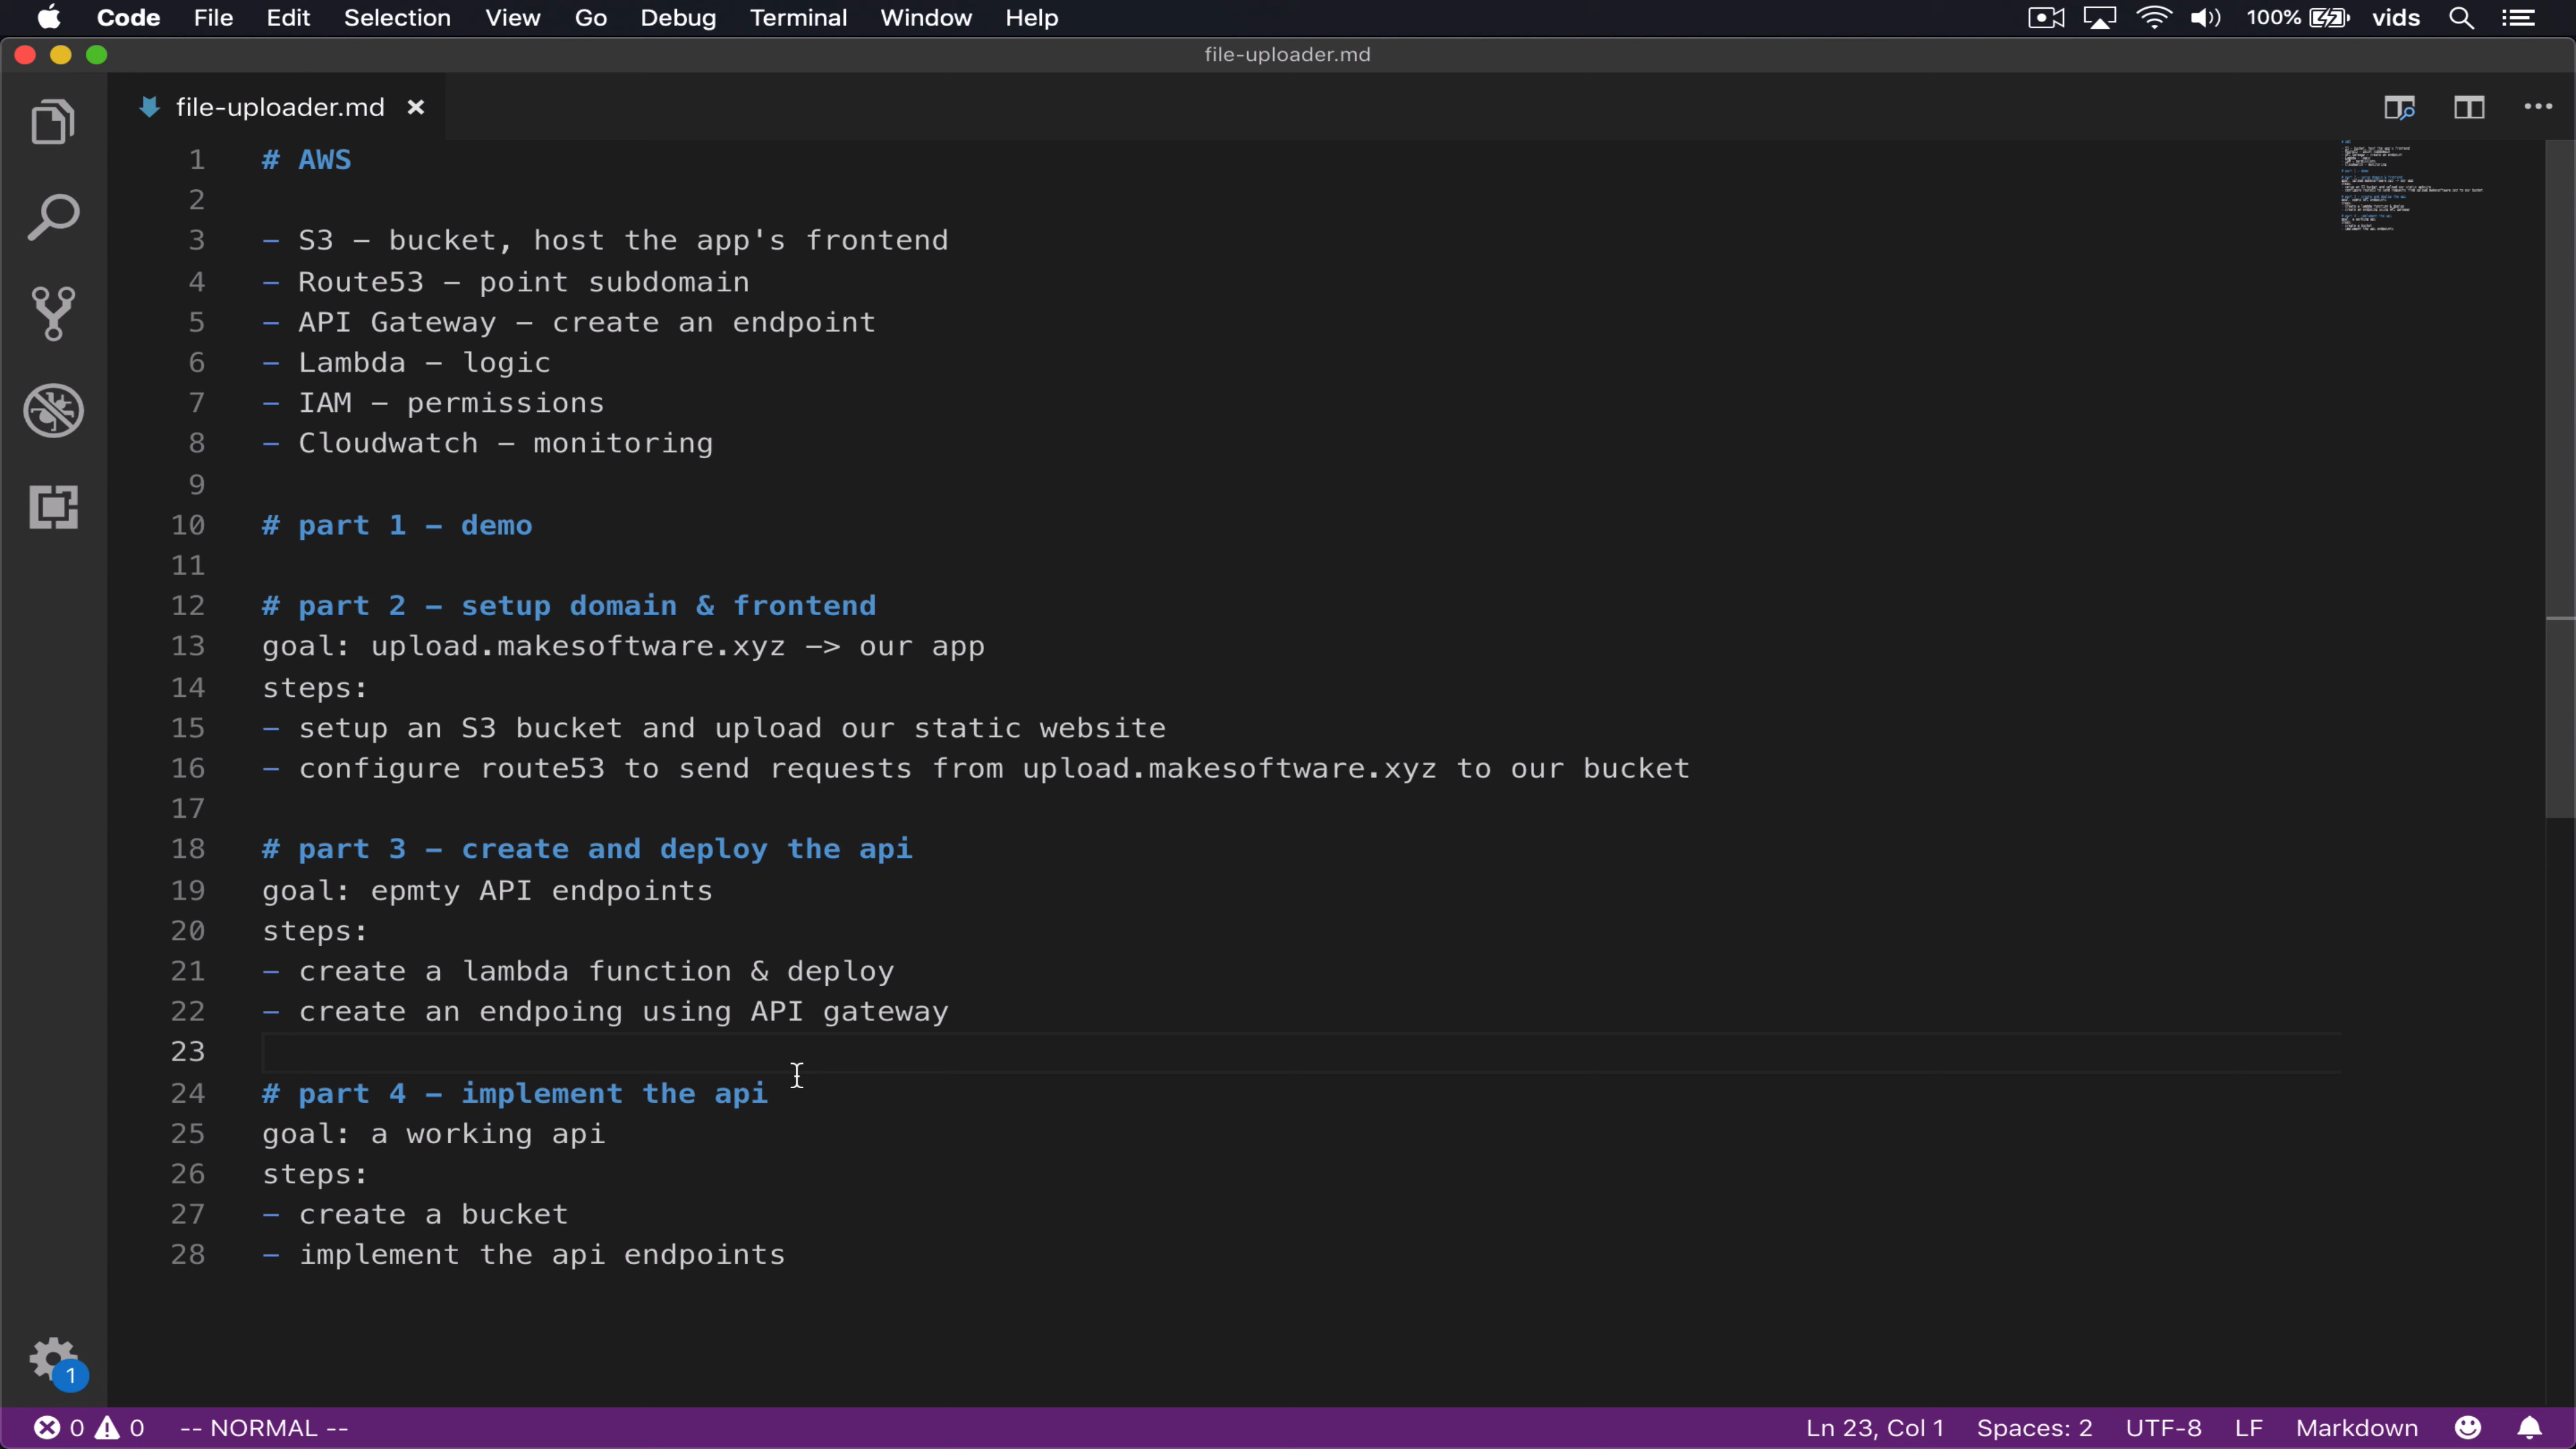 Code File Edit Selection View Go Debug Terminal Window Help 100% vids
file-uploader.md
file-uploader.md
1 # AWS
2
3 - S3 - bucket, host the app's frontend
4 - Route53 - point subdomain
5 - API Gateway - create an endpoint
6 - Lambda - logic
7 - IAM - permissions
8 - Cloudwatch - monitoring
9
10 # part 1 - demo
11
12 # part 2 - setup domain & frontend
13 goal: upload.makesoftware.xyz -> our app
14 steps:
15 - setup an S3 bucket and upload our static website
16 - configure route53 to send requests from upload.makesoftware.xyz to our bucket
17
18 # part 3 - create and deploy the api
19 goal: epmty API endpoints
20 steps:
21 - create a lambda function & deploy
22 - create an endpoing using API gateway
23
24 # part 4 - implement the api
25 goal: a working api
26 steps:
27 - create a bucket
28 - implement the api endpoints
1
0 0 -- NORMAL -- Ln 23, Col 1 Spaces: 2 UTF-8 LF Markdown